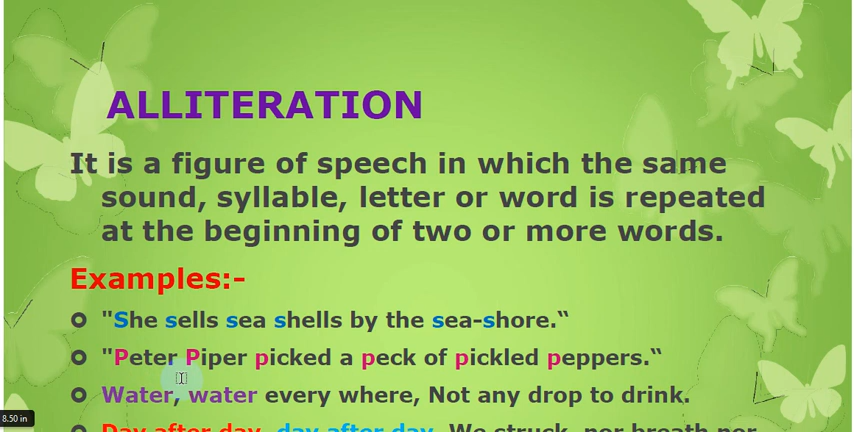 ALLITERATION
It is a figure of speech in which the same
sound, syllable, letter or word is repeated
at the beginning of two or more words.
Examples:-
"She sells sea shells by the sea-shore.“
"Peter Piper picked a peck of pickled peppers.“
Water, water every where, Not any drop to drink.
Day after day, day after day, We struck, nor breath nor
8.50 in